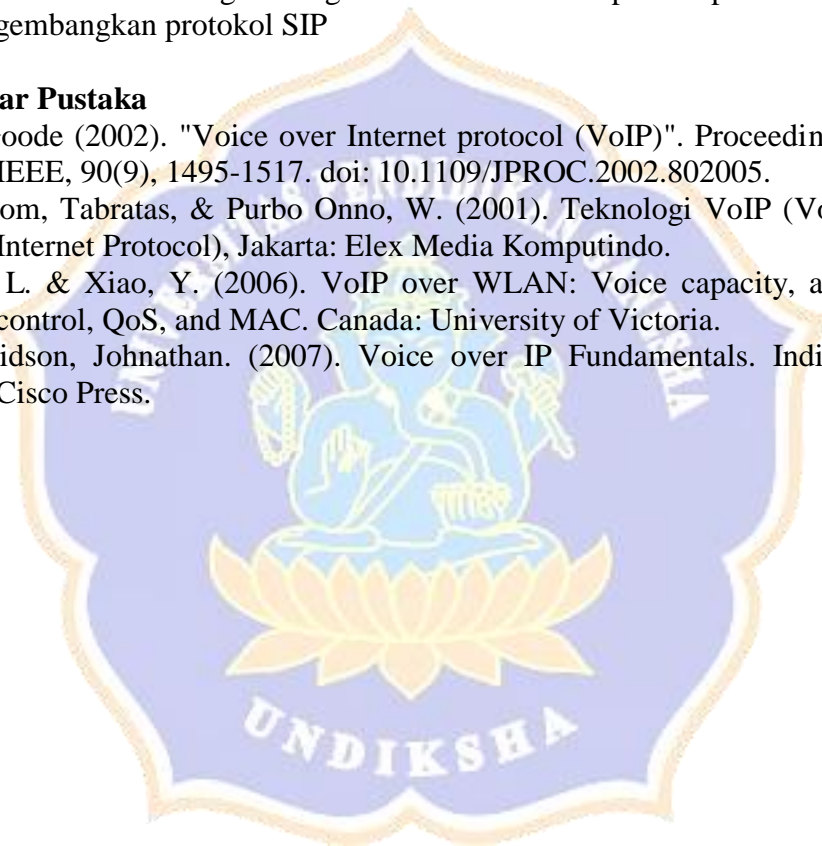 gembangkan protokol SIP
ar Pustaka
oode (2002). "Voice over Internet protocol (VoIP)". Proceedin
IEEE, 90(9), 1495-1517. doi: 10.1109/JPROC.2002.802005.
om, Tabratas, & Purbo Onno, W. (2001). Teknologi VoIP (Vo
Internet Protocol), Jakarta: Elex Media Komputindo.
L. & Xiao, Y. (2006). VoIP over WLAN: Voice capacity, a
control, QoS, and MAC. Canada: University of Victoria.
idson, Johnathan. (2007). Voice over IP Fundamentals. Indi
Cisco Press.
UNIVERSITAS PENDIDIKAN GANESHA
UNDIKSHA